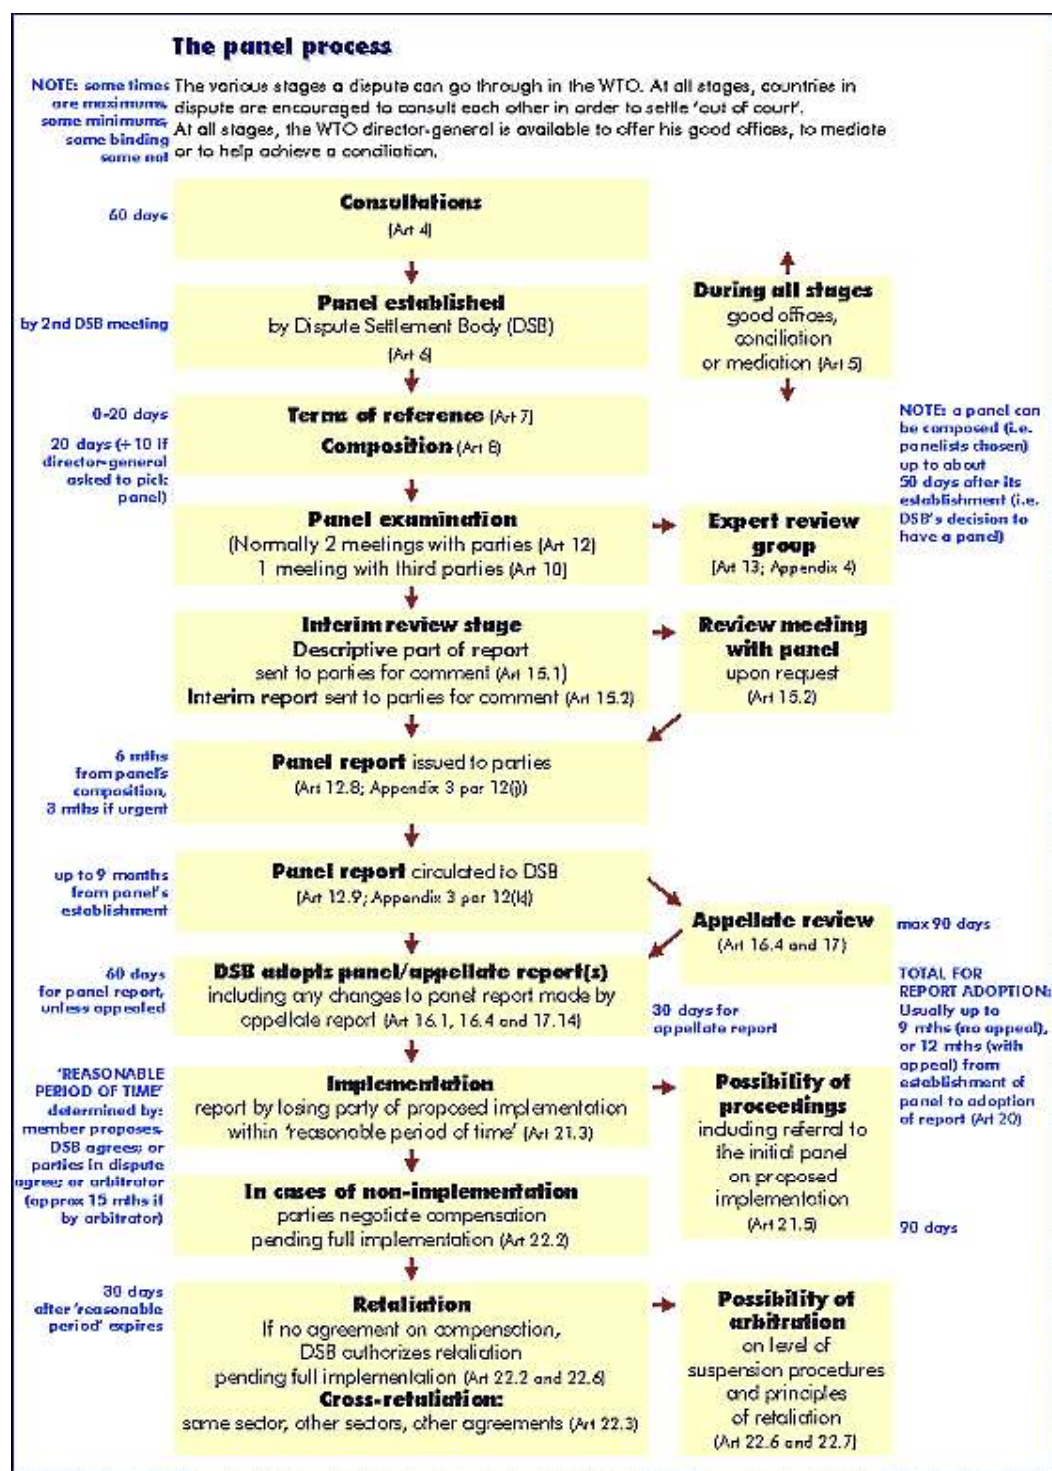 The panel process
NOTE: some times
are maximums,
some minimums,
some binding
some not
The various stages a dispute can go through in the WTO. At all stages, countries in
dispute are encouraged to consult each other in order to settle ‘out of court’.
At all stages, the WTO director-general is available to offer his good offices, to mediate
or to help achieve a conciliation.
60 days
Consultations
(Art 4)
by 2nd DSB meeting
Panel established
by Dispute Settlement Body (DSB)
(Art 6)
During all stages
good offices,
conciliation
or mediation (Art 5)
0-20 days
20 days (+ 10 if
director-general
asked to pick
panel)
Terms of reference (Art 7)
Composition (Art 8)
NOTE: a panel can
be composed (i.e.
panelists chosen)
up to about
50 days after its
establishment (i.e.
DSB’s decision to
have a panel)
Panel examination
(Normally 2 meetings with parties (Art 12)
1 meeting with third parties (Art 10)
Expert review
group
(Art 13; Appendix 4)
Interim review stage
Descriptive part of report
sent to parties for comment (Art 15.1)
Interim report sent to parties for comment (Art 15.2)
Review meeting
with panel
upon request
(Art 15.2)
6 mths
from panel’s
composition,
3 mths if urgent
Panel report issued to parties
(Art 12.8; Appendix 3 par 12(j))
up to 9 months
from panel’s
establishment
Panel report circulated to DSB
(Art 12.9; Appendix 3 par 12(k))
Appellate review
(Art 16.4 and 17)
max 90 days
60 days
for panel report,
unless appealed
DSB adopts panel/appellate report(s)
including any changes to panel report made by
appellate report (Art 16.1, 16.4 and 17.14)
30 days for
appellate report
TOTAL FOR
REPORT ADOPTION:
Usually up to
9 mths (no appeal),
or 12 mths (with
appeal) from
establishment of
panel to adoption
of report (Art 20)
‘REASONABLE
PERIOD OF TIME’
determined by:
member proposes,
DSB agrees; or
parties in dispute
agree; or arbitrator
(approx 15 mths if
by arbitrator)
Implementation
report by losing party of proposed implementation
within ‘reasonable period of time’ (Art 21.3)
Possibility of
proceedings
including referral to
the initial panel
on proposed
implementation
(Art 21.5)
90 days
In cases of non-implementation
parties negotiate compensation
pending full implementation (Art 22.2)
30 days
after ‘reasonable
period’ expires
Retaliation
If no agreement on compensation,
DSB authorizes retaliation
pending full implementation (Art 22.2 and 22.6)
Cross-retaliation:
same sector, other sectors, other agreements (Art 22.3)
Possibility of
arbitration
on level of
suspension procedures
and principles
of retaliation
(Art 22.6 and 22.7)